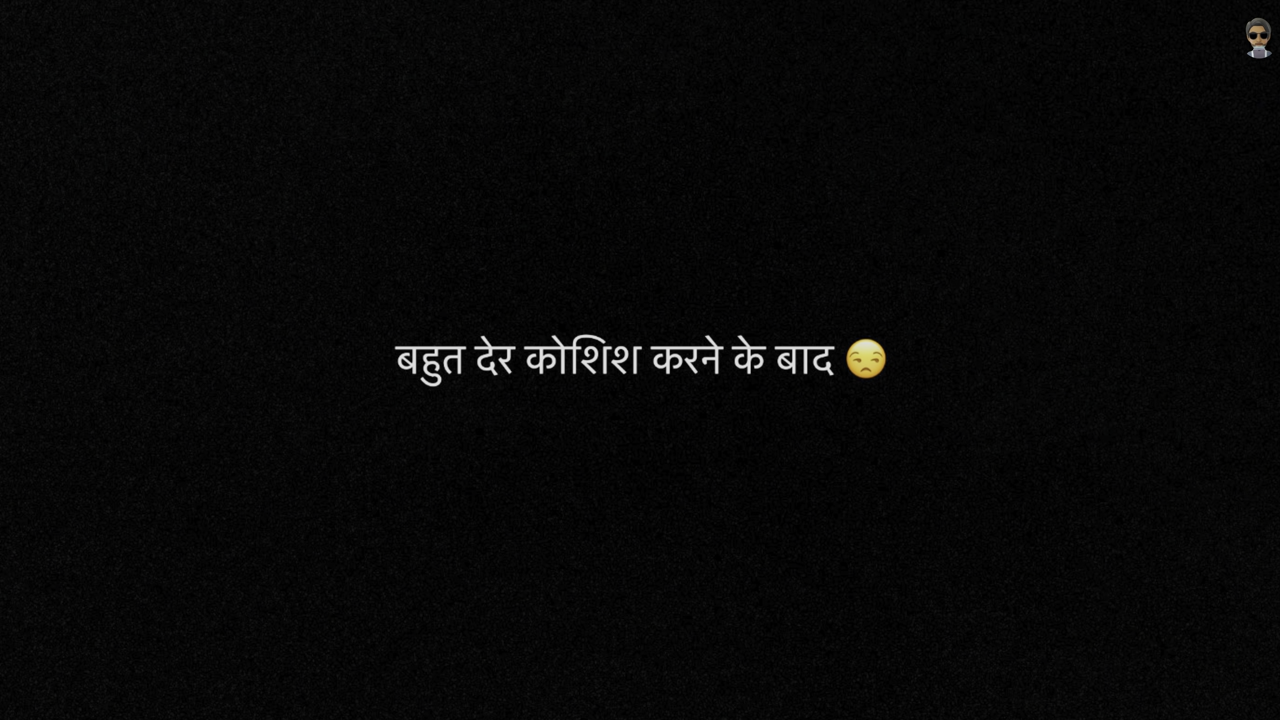 बहुत देर कोशिश करने के बाद 😒